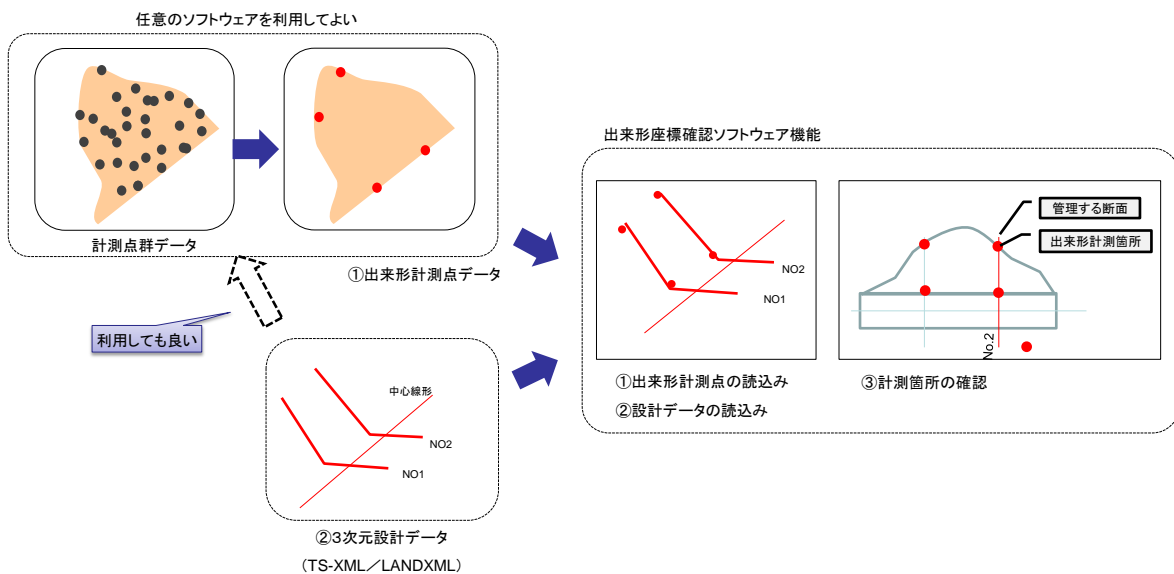 任意のソフトウェアを利用してよい
計測点群データ
①出来形計測点データ
利用しても良い
中心線形
NO2
NO1
②3次元設計データ
(TS-XML/LANDXML)
出来形座標確認ソフトウェア機能
NO2
NO1
管理する断面
出来形計測箇所
No.2
①出来形計測点の読込み
②設計データの読込み
③計測箇所の確認